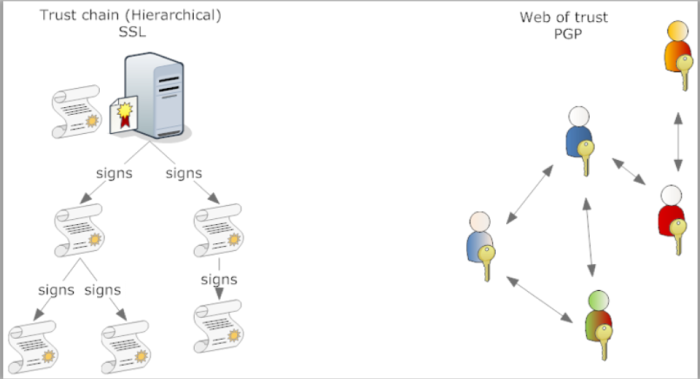 Trust chain (Hierarchical)
SSL
Web of trust
PGP
signs signs
signs
signs signs